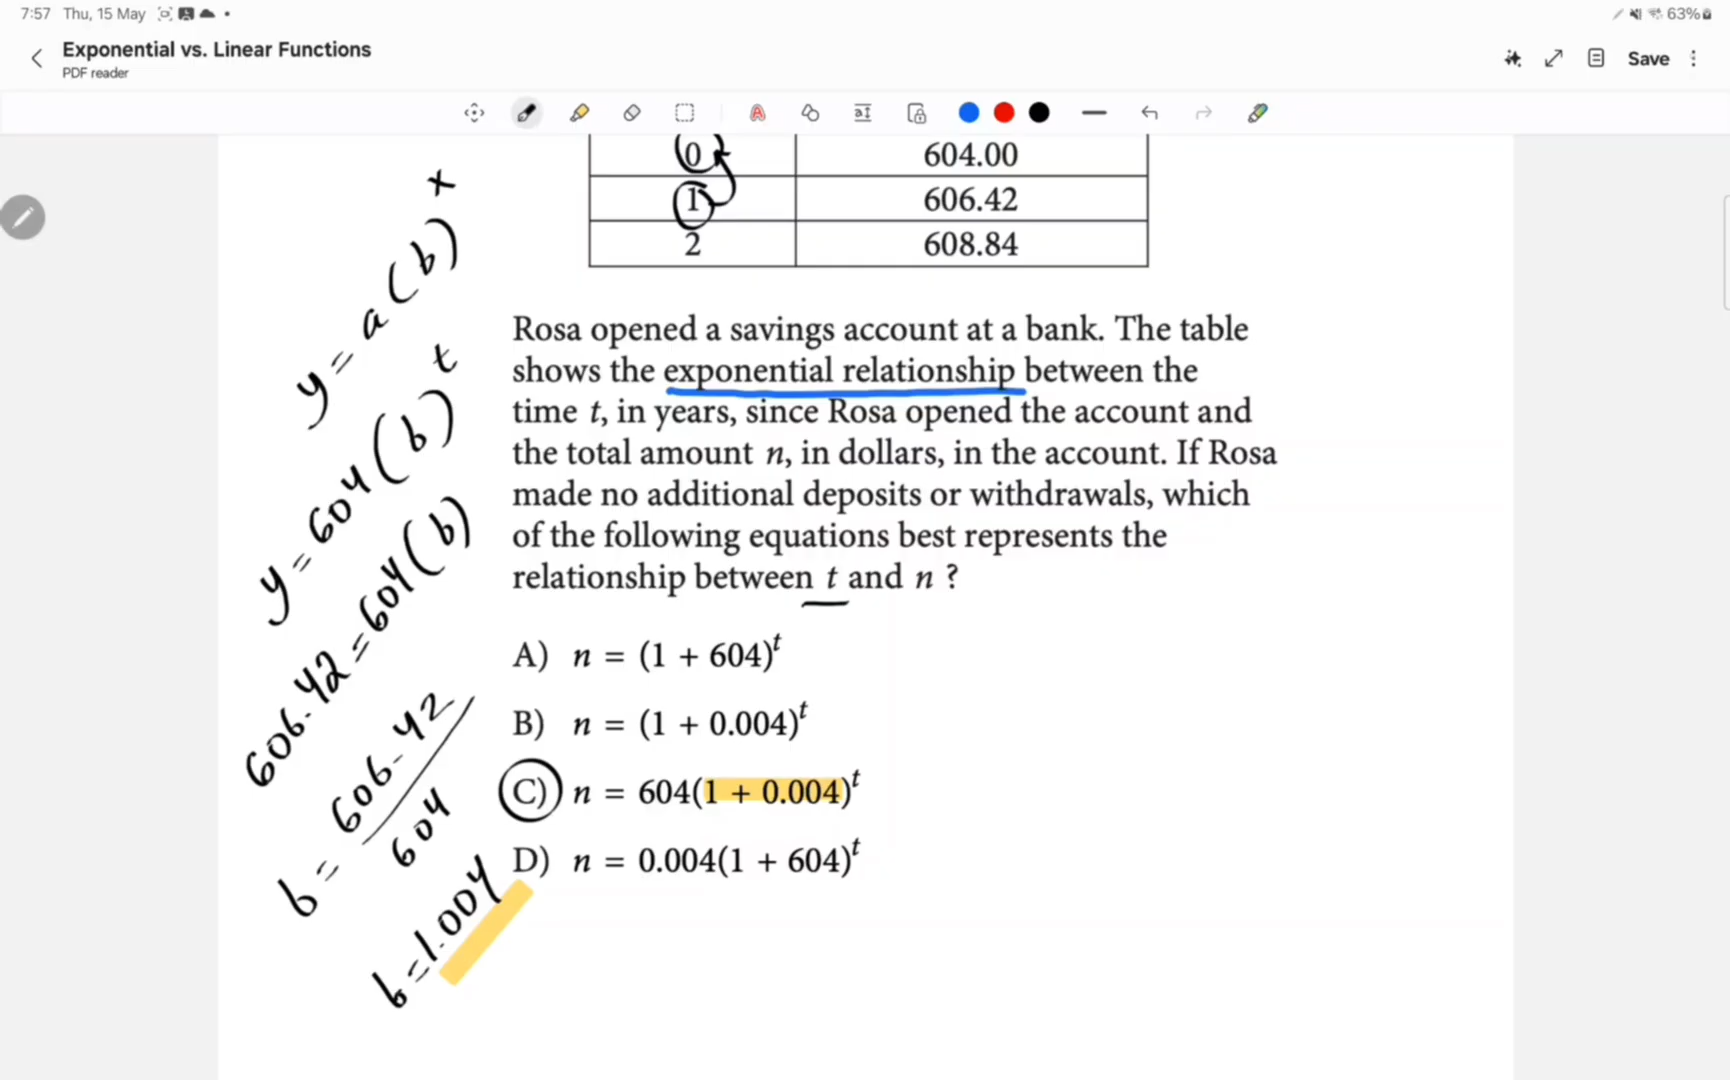 7:57 Thu, 15 May
63%
Exponential vs. Linear Functions
PDF reader
Save
0 604.00
1 606.42
2 608.84
Rosa opened a savings account at a bank. The table
shows the exponential relationship between the
time t, in years, since Rosa opened the account and
the total amount n, in dollars, in the account. If Rosa
made no additional deposits or withdrawals, which
of the following equations best represents the
relationship between t and n ?
A) n = (1 + 604)^t
B) n = (1 + 0.004)^t
C) n = 604(1 + 0.004)^t
D) n = 0.004(1 + 604)^t
y = a(b)^x
y = 604(b)^t
606.42 = 604(b)
b = 606.42/604
b = 1.004